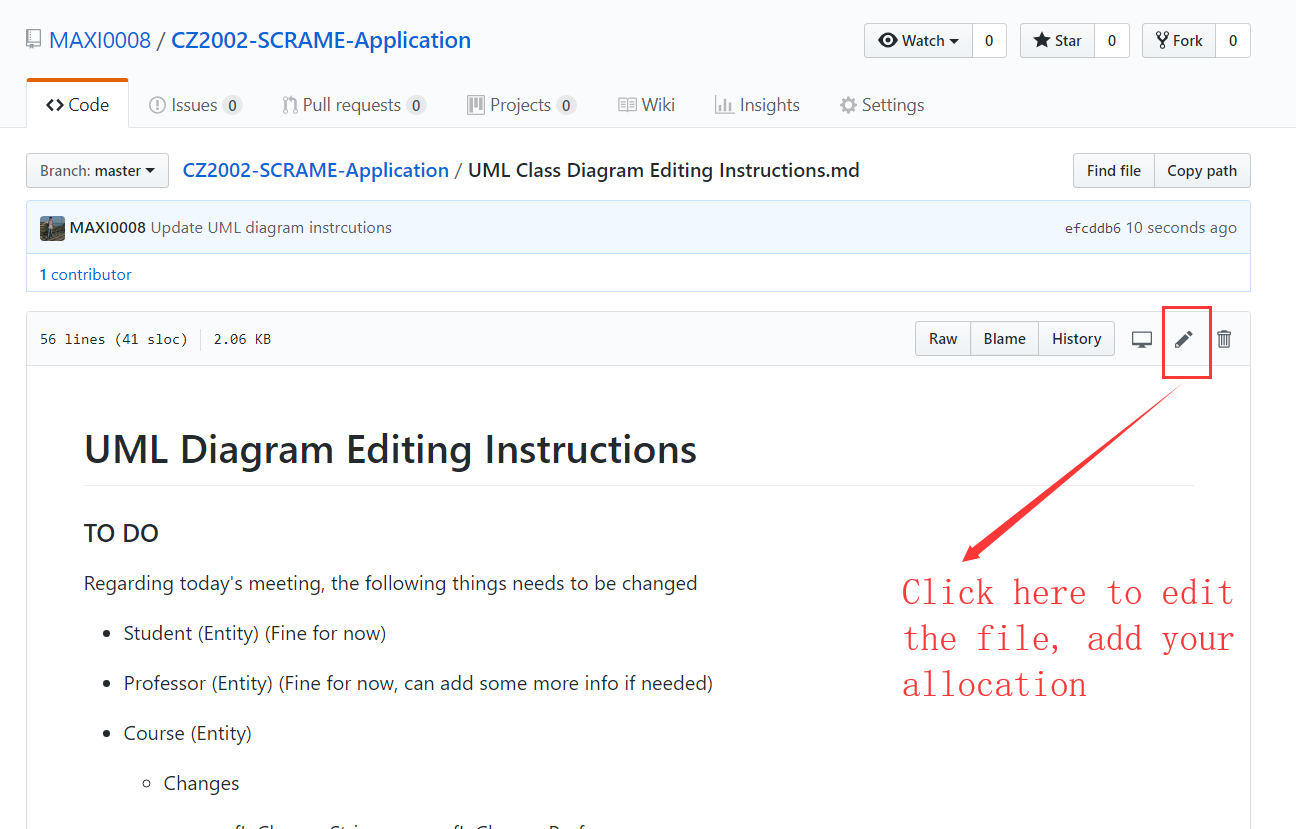 MAXI0008 / CZ2002-SCRAME-Application
Watch 0 Star 0 Fork 0
Code Issues 0 Pull requests 0 Projects 0 Wiki Insights Settings
Branch: master CZ2002-SCRAME-Application / UML Class Diagram Editing Instructions.md Find file Copy path
MAXI0008 Update UML diagram instrcutions efcddb6 10 seconds ago
1 contributor
56 lines (41 sloc) 2.06 KB Raw Blame History
UML Diagram Editing Instructions
TO DO
Regarding today's meeting, the following things needs to be changed
Student (Entity) (Fine for now)
Professor (Entity) (Fine for now, can add some more info if needed)
Course (Entity)
Changes
Click here to edit
the file, add your
allocation